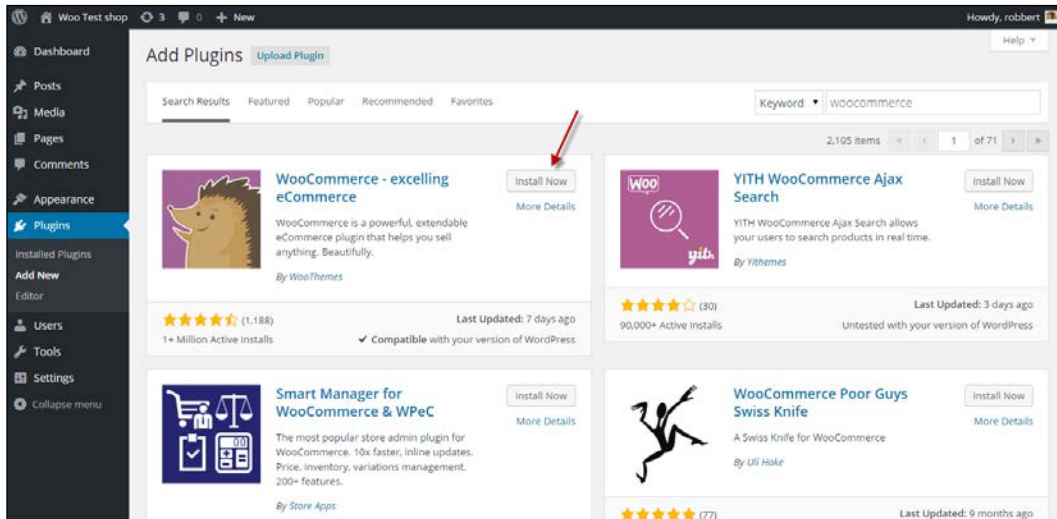 Woo Test shop 3 0 + New Howdy, robbert
Dashboard
Posts
Media
Pages
Comments
Appearance
Plugins
Installed Plugins
Add New
Editor
Users
Tools
Settings
Collapse menu
Help
Add Plugins Upload Plugin
Search Results Featured Popular Recommended Favorites Keyword woocommerce
2,105 items « ‹ 1 of 71 › »
WooCommerce - excelling
eCommerce
Install Now
More Details
WooCommerce is a powerful, extendable
eCommerce plugin that helps you sell
anything. Beautifully.
By WooThemes
(1,188)
Last Updated: 7 days ago
1+ Million Active Installs
✔ Compatible with your version of WordPress
WOO
yith
YITH WooCommerce Ajax
Search
Install Now
More Details
YITH WooCommerce Ajax Search allows
your users to search products in real time.
By Yithemes
(30)
Last Updated: 3 days ago
90,000+ Active Installs
Untested with your version of WordPress
Smart Manager for
WooCommerce & WPeC
Install Now
More Details
The most popular store admin plugin for
WooCommerce. 10x faster, inline updates.
Price, inventory, variations management.
200+ features.
By Store Apps
WooCommerce Poor Guys
Swiss Knife
Install Now
More Details
A Swiss Knife for WooCommerce
By Uli Hake
(77)
Last Updated: 9 months ago